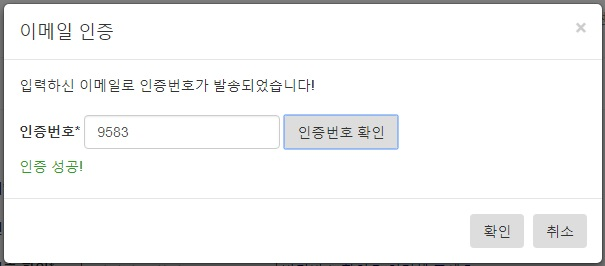 이메일 인증
×
입력하신 이메일로 인증번호가 발송되었습니다!
인증번호* 9583 인증번호 확인
인증 성공!
확인 취소